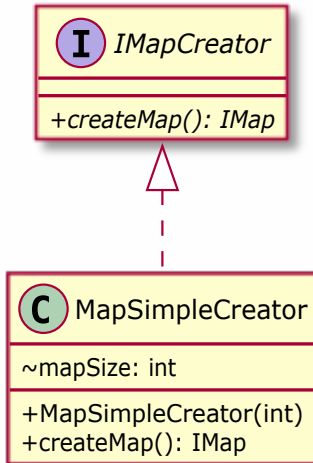 I IMapCreator
+createMap(): IMap
C MapSimpleCreator
~mapSize: int
+MapSimpleCreator(int)
+createMap(): IMap